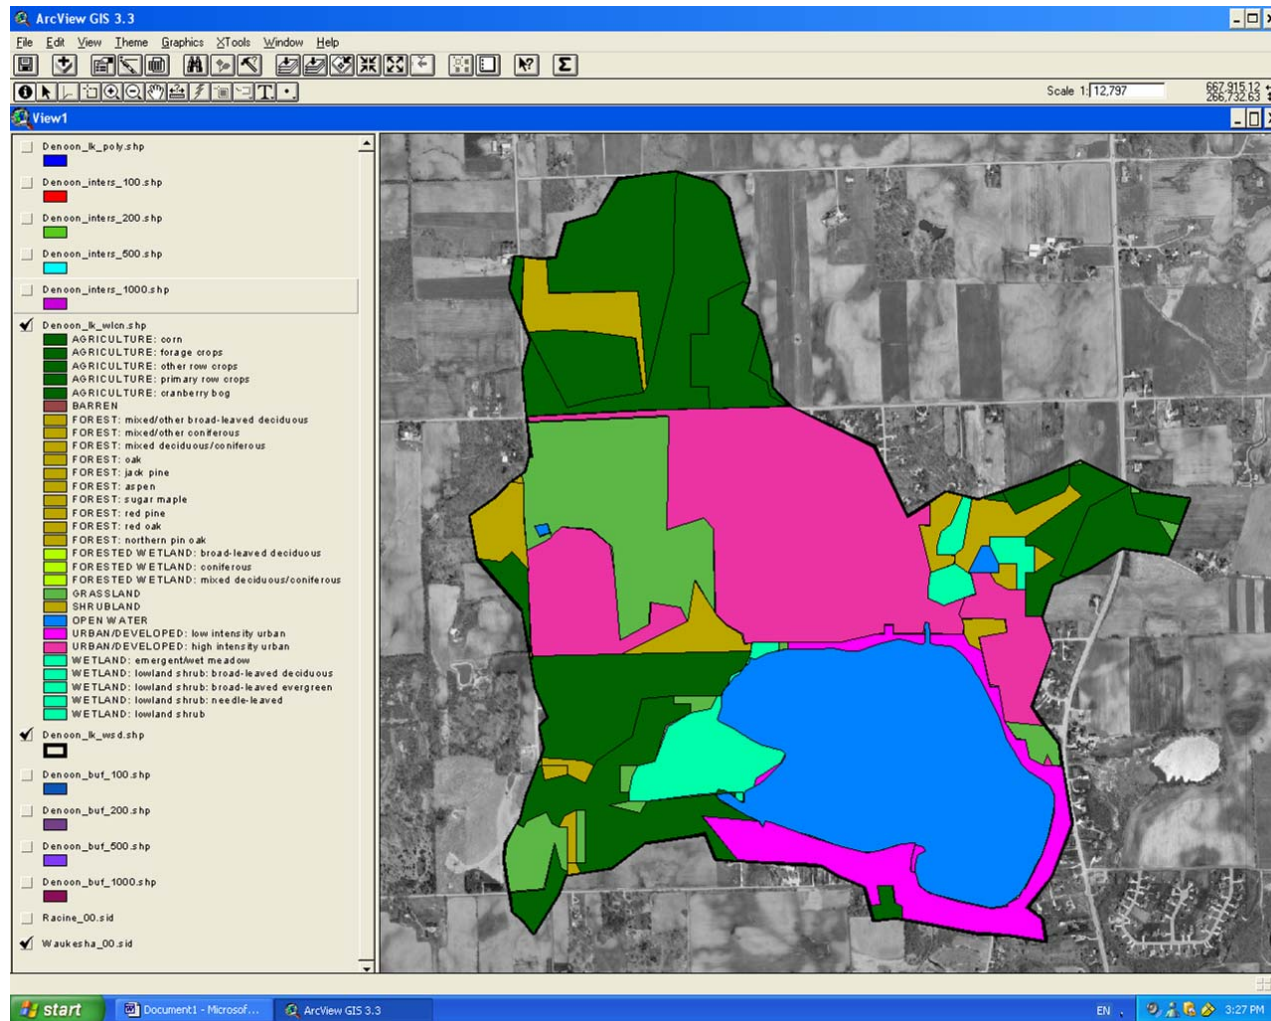 ArcView GIS 3.3
File Edit View Theme Graphics XTools Window Help
Scale 1: 12,797
667,915.12
266,732.63
View1
Denoon_lk_poly.shp
Denoon_inters_100.shp
Denoon_inters_200.shp
Denoon_inters_500.shp
Denoon_inters_1000.shp
Denoon_lk_wlcn.shp
AGRICULTURE: corn
AGRICULTURE: forage crops
AGRICULTURE: other row crops
AGRICULTURE: primary row crops
AGRICULTURE: cranberry bog
BARREN
FOREST: mixed/other broad-leaved deciduous
FOREST: mixed/other coniferous
FOREST: mixed deciduous/coniferous
FOREST: oak
FOREST: jack pine
FOREST: aspen
FOREST: sugar maple
FOREST: red pine
FOREST: red oak
FOREST: northern pin oak
FORESTED WETLAND: broad-leaved deciduous
FORESTED WETLAND: coniferous
FORESTED WETLAND: mixed deciduous/coniferous
GRASSLAND
SHRUBLAND
OPEN WATER
URBAN/DEVELOPED: low intensity urban
URBAN/DEVELOPED: high intensity urban
WETLAND: emergent/wet meadow
WETLAND: lowland shrub: broad-leaved deciduous
WETLAND: lowland shrub: broad-leaved evergreen
WETLAND: lowland shrub: needle-leaved
WETLAND: lowland shrub
Denoon_lk_wsd.shp
Denoon_buf_100.shp
Denoon_buf_200.shp
Denoon_buf_500.shp
Denoon_buf_1000.shp
Racine_00.sid
Waukesha_00.sid
start Document1 - Microsof... ArcView GIS 3.3 EN 3:27 PM